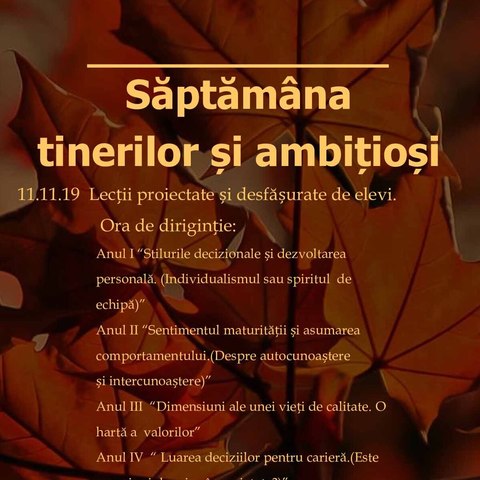 Săptămâna
tinerilor și ambițioși
11.11.19 Lecții proiectate și desfășurate de elevi.
Ora de diriginție:
Anul I “Stilurile decizionale și dezvoltarea
personală. (Individualismul sau spiritul de
echipă)”
Anul II “Sentimentul maturității și asumarea
comportamentului.(Despre autocunoaștere
și intercunoaștere)”
Anul III “Dimensiuni ale unei vieți de calitate. O
hartă a valorilor”
Anul IV “ Luarea deciziilor pentru carieră.(Este